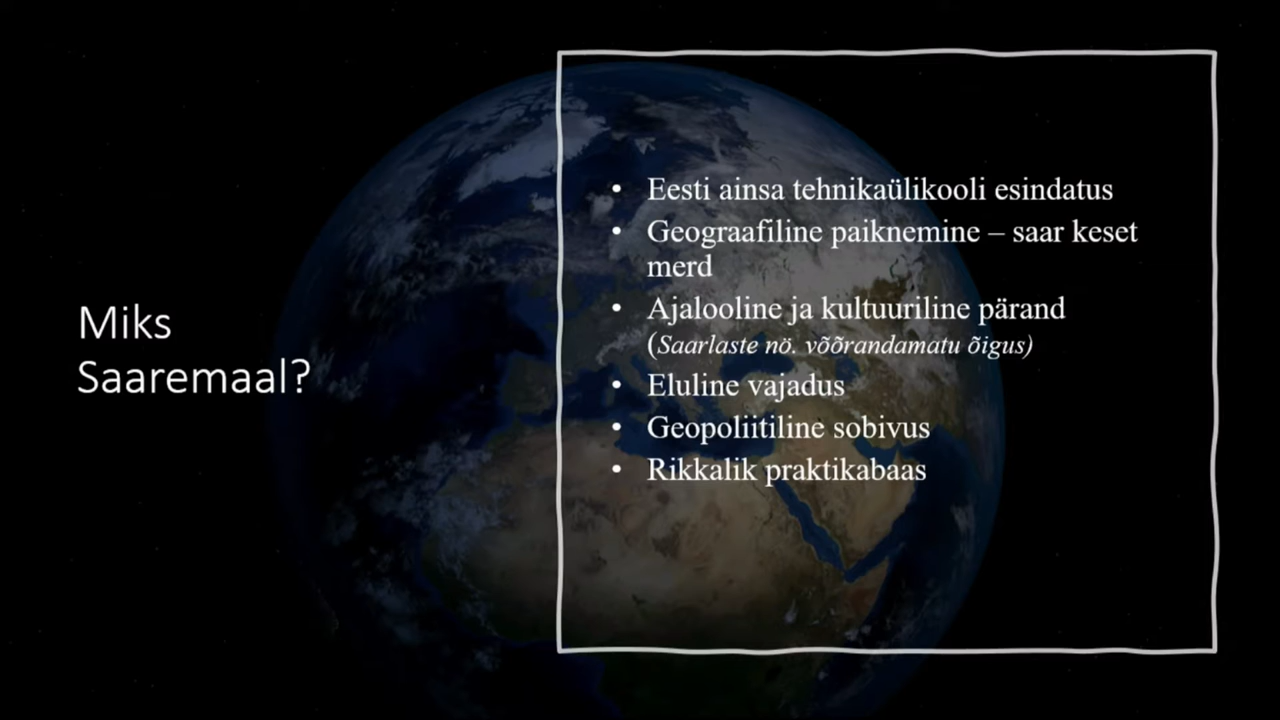 Miks
Saaremaal?
• Eesti ainsa tehnikaülikooli esindatus
• Geograafiline paiknemine – saar keset
merd
• Ajalooline ja kultuuriline pärand
(Saarlaste nö. võõrandamatu õigus)
• Eluline vajadus
• Geopoliitiline sobivus
• Rikkalik praktikabaas